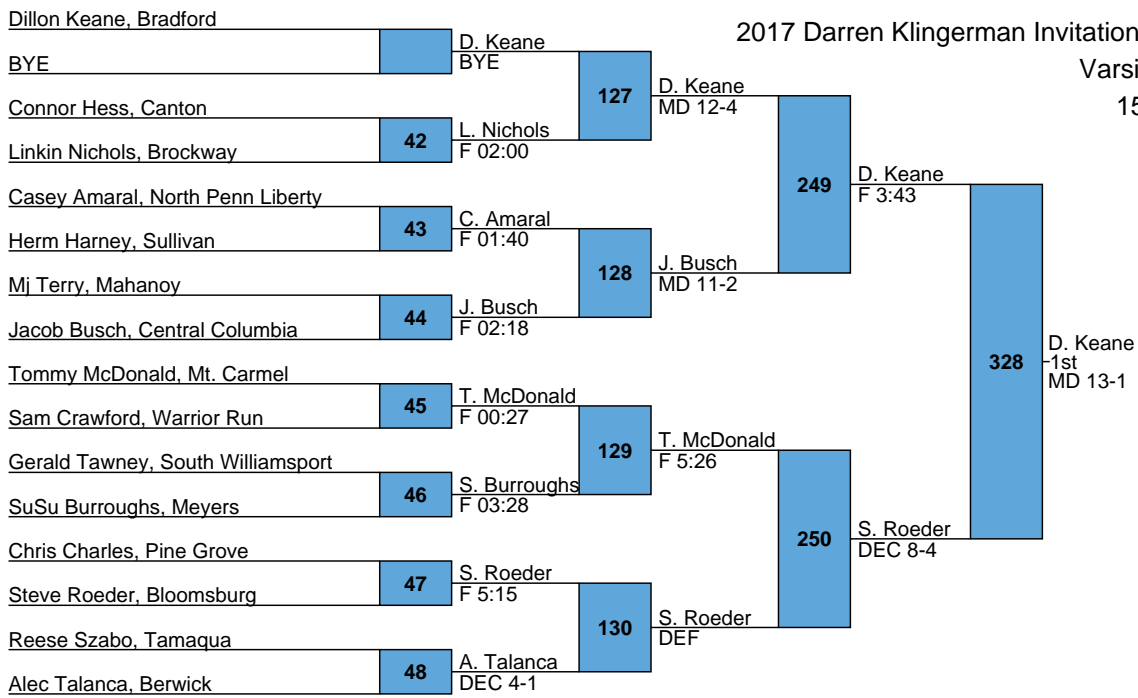 2017 Darren Klingerman Invitation
Varsi
15
Dillon Keane, Bradford
BYE
Connor Hess, Canton
Linkin Nichols, Brockway
Casey Amaral, North Penn Liberty
Herm Harney, Sullivan
Mj Terry, Mahanoy
Jacob Busch, Central Columbia
Tommy McDonald, Mt. Carmel
Sam Crawford, Warrior Run
Gerald Tawney, South Williamsport
SuSu Burroughs, Meyers
Chris Charles, Pine Grove
Steve Roeder, Bloomsburg
Reese Szabo, Tamaqua
Alec Talanca, Berwick
42
43
44
45
46
47
48
D. Keane
BYE
L. Nichols
F 02:00
C. Amaral
F 01:40
J. Busch
F 02:18
T. McDonald
F 00:27
S. Burroughs
F 03:28
S. Roeder
F 5:15
A. Talanca
DEC 4-1
127
128
129
130
D. Keane
MD 12-4
J. Busch
MD 11-2
T. McDonald
F 5:26
S. Roeder
DEF
249
250
D. Keane
F 3:43
S. Roeder
DEC 8-4
328
D. Keane
1st
MD 13-1